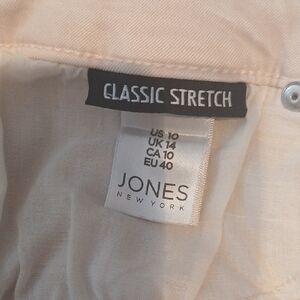 CLASSIC STRETCH
US 10
UK 14
CA 10
EU 40
JONES
NEW YORK